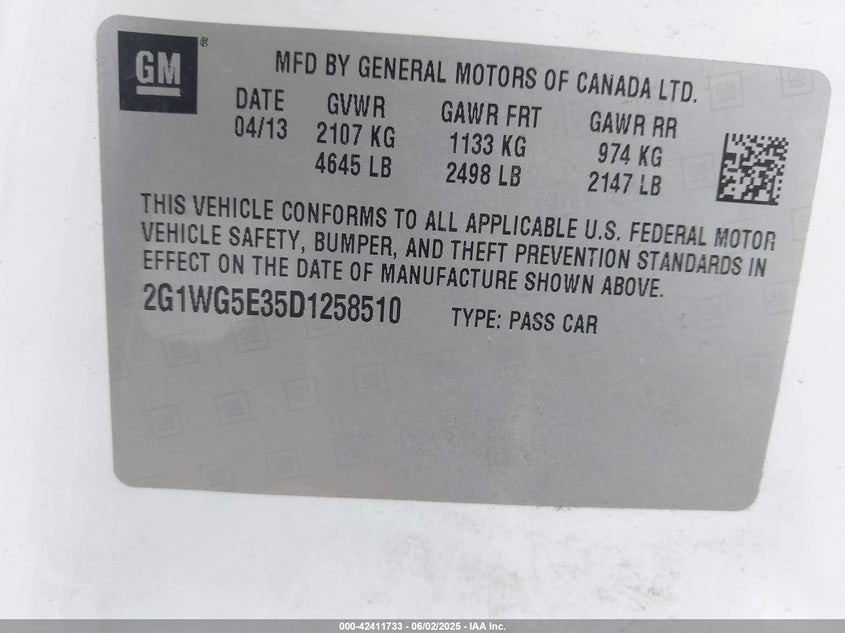 GM ®
MFD BY GENERAL MOTORS OF CANADA LTD.
DATE GVWR GAWR FRT GAWR RR
04/13 2107 KG 1133 KG 974 KG
4645 LB 2498 LB 2147 LB
THIS VEHICLE CONFORMS TO ALL APPLICABLE U.S. FEDERAL MOTOR
VEHICLE SAFETY, BUMPER, AND THEFT PREVENTION STANDARDS IN
EFFECT ON THE DATE OF MANUFACTURE SHOWN ABOVE.
2G1WG5E35D1258510 TYPE: PASS CAR
000-42411733 - 06/02/2025 - IAA Inc.